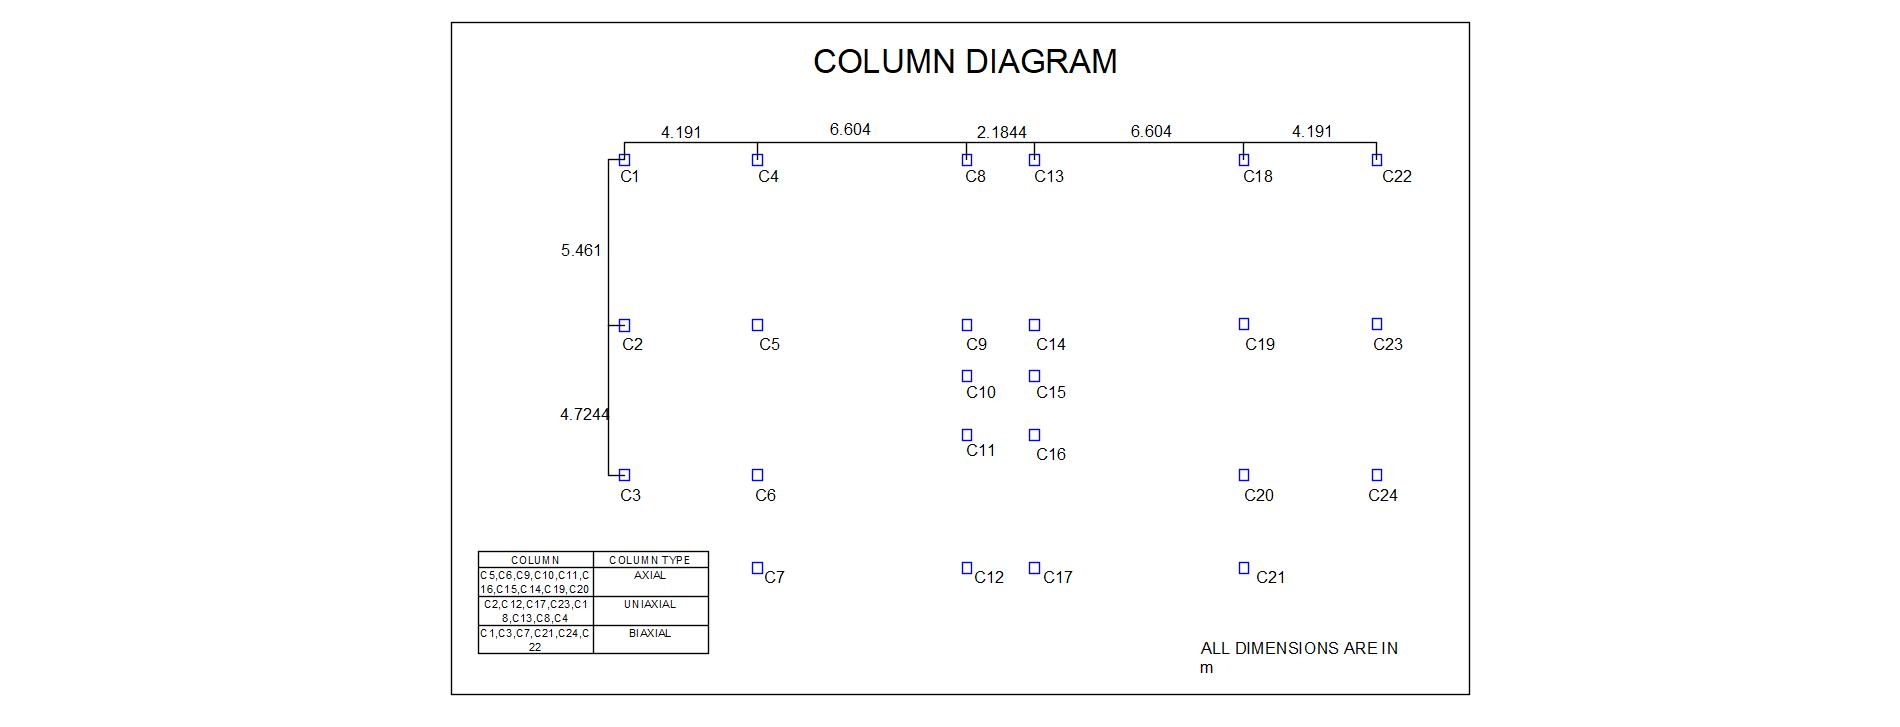 COLUMN DIAGRAM
4.191
6.604
2.1844
6.604
4.191
C1
C4
C8
C13
C18
C22
5.461
C2
C5
C9
C14
C19
C23
C10
C15
4.7244
C11
C16
C3
C6
C20
C24
COLUMN
COLUMN TYPE
C5,C6,C9,C10,C11,C
16,C15,C14,C19,C20
AXIAL
C2,C12,C17,C23,C1
8,C13,C8,C4
UNIAXIAL
C1,C3,C7,C21,C24,C
22
BIAXIAL
C7
C12
C17
C21
ALL DIMENSIONS ARE IN
m